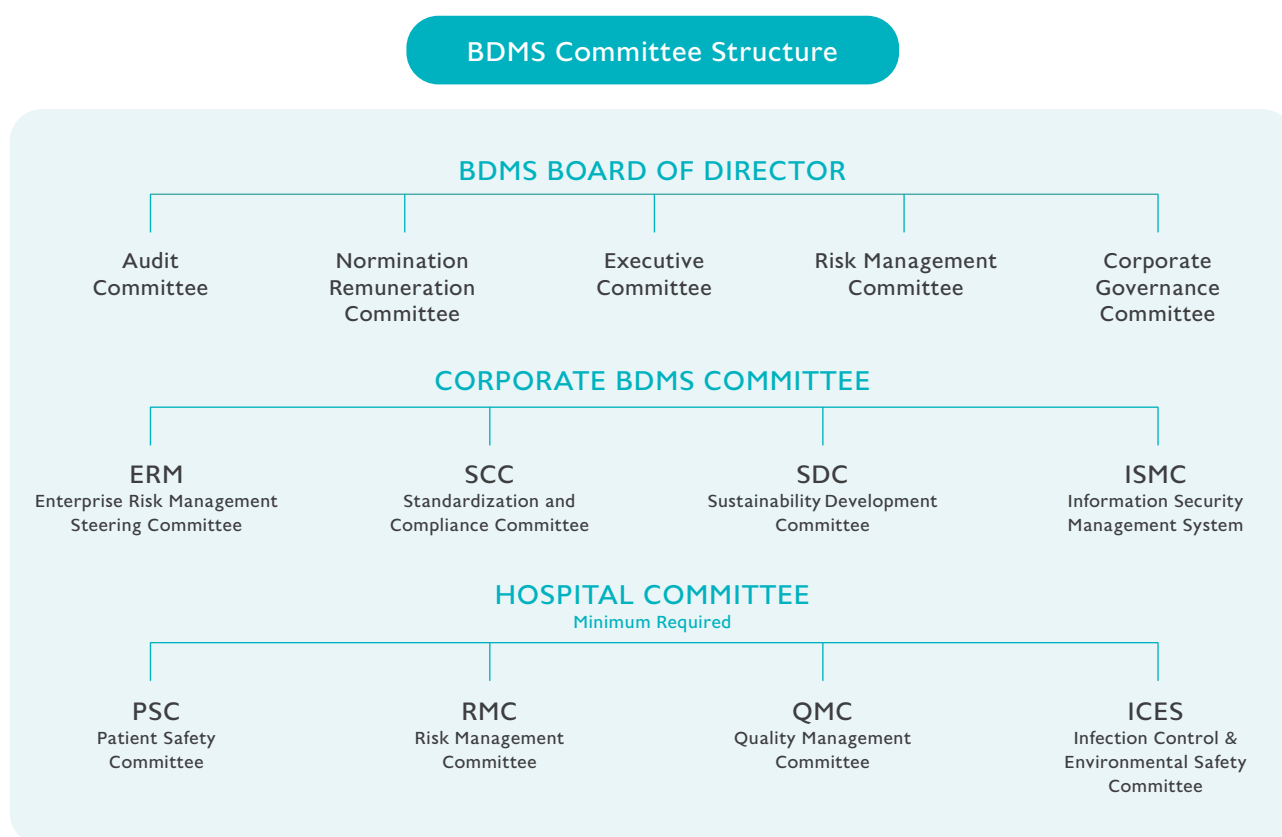 BDMS Committee Structure
BDMS BOARD OF DIRECTOR
Audit
Committee
Normination
Remuneration
Committee
Executive
Committee
Risk Management
Committee
Corporate
Governance
Committee
CORPORATE BDMS COMMITTEE
ERM
Enterprise Risk Management
Steering Committee
SCC
Standardization and
Compliance Committee
SDC
Sustainability Development
Committee
ISMC
Information Security
Management System
HOSPITAL COMMITTEE
Minimum Required
PSC
Patient Safety
Committee
RMC
Risk Management
Committee
QMC
Quality Management
Committee
ICES
Infection Control &
Environmental Safety
Committee